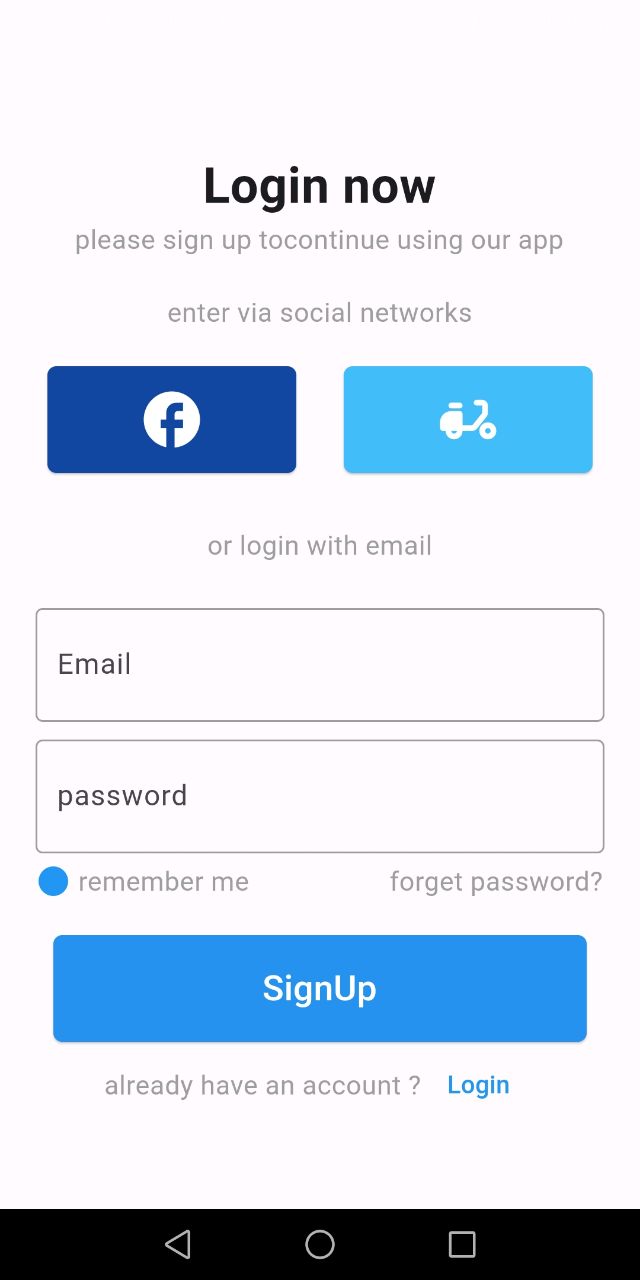 Login now
please sign up tocontinue using our app
enter via social networks
or login with email
Email
password
remember me forget password?
SignUp
already have an account ? Login